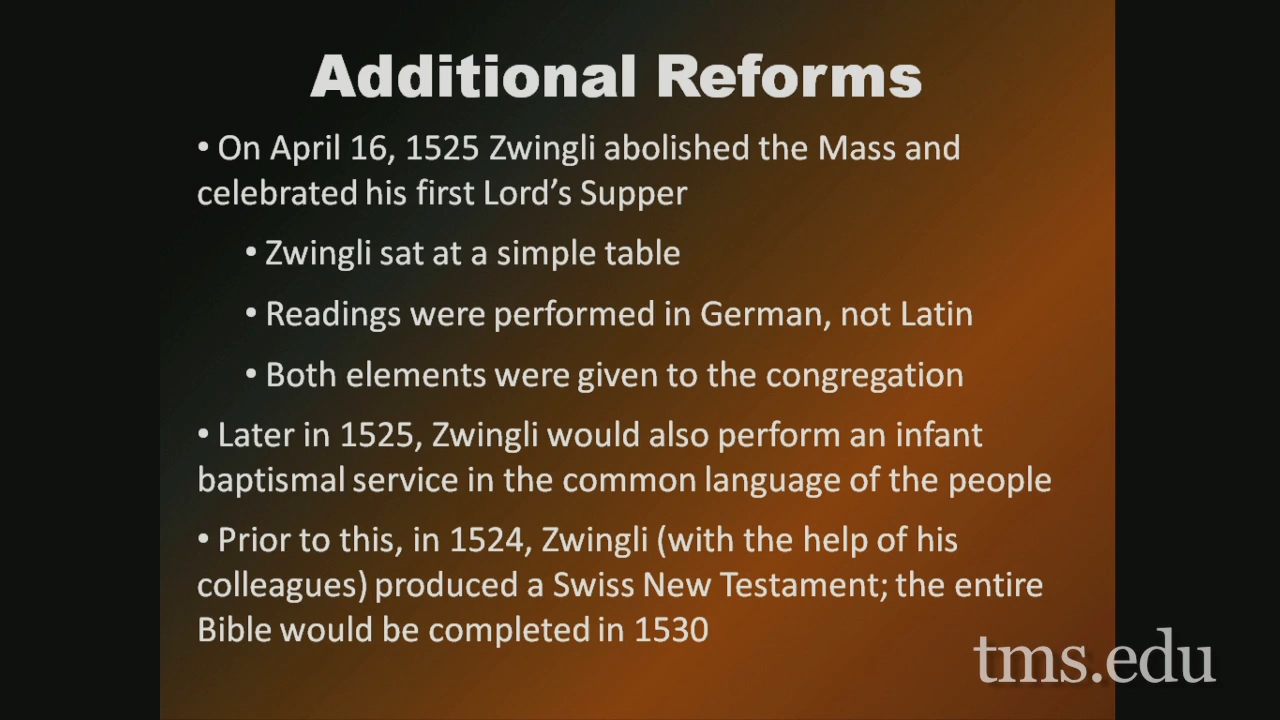 Additional Reforms
• On April 16, 1525 Zwingli abolished the Mass and
celebrated his first Lord’s Supper
• Zwingli sat at a simple table
• Readings were performed in German, not Latin
• Both elements were given to the congregation
• Later in 1525, Zwingli would also perform an infant
baptismal service in the common language of the people
• Prior to this, in 1524, Zwingli (with the help of his
colleagues) produced a Swiss New Testament; the entire
Bible would be completed in 1530
tms.edu